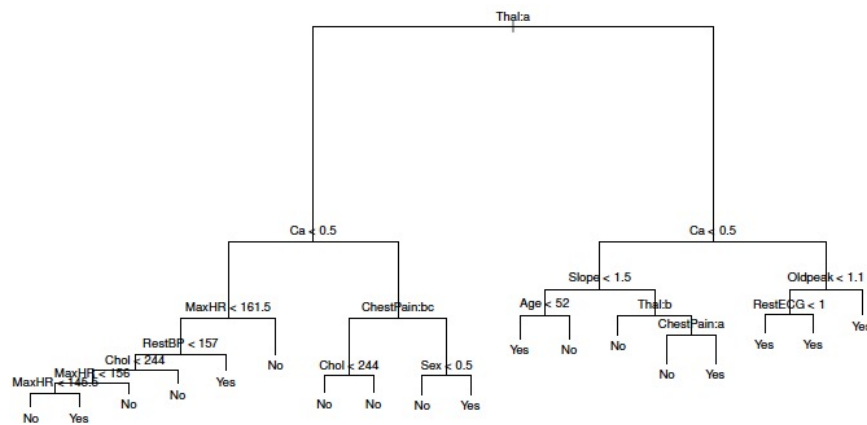 Thal:a
Ca < 0.5
Ca < 0.5
Slope < 1.5
Oldpeak < 1.1
MaxHR < 161.5
ChestPain:bc
Age < 52
Thal:b
RestECG < 1
ChestPain:a
Yes
RestBP < 157
Yes
No
No
Yes
Yes
Chol < 244
No
Chol < 244
Sex < 0.5
No
Yes
MaxHR < 156
MaxHR < 145.5
No
Yes
No
No
No
Yes
No
Yes
No